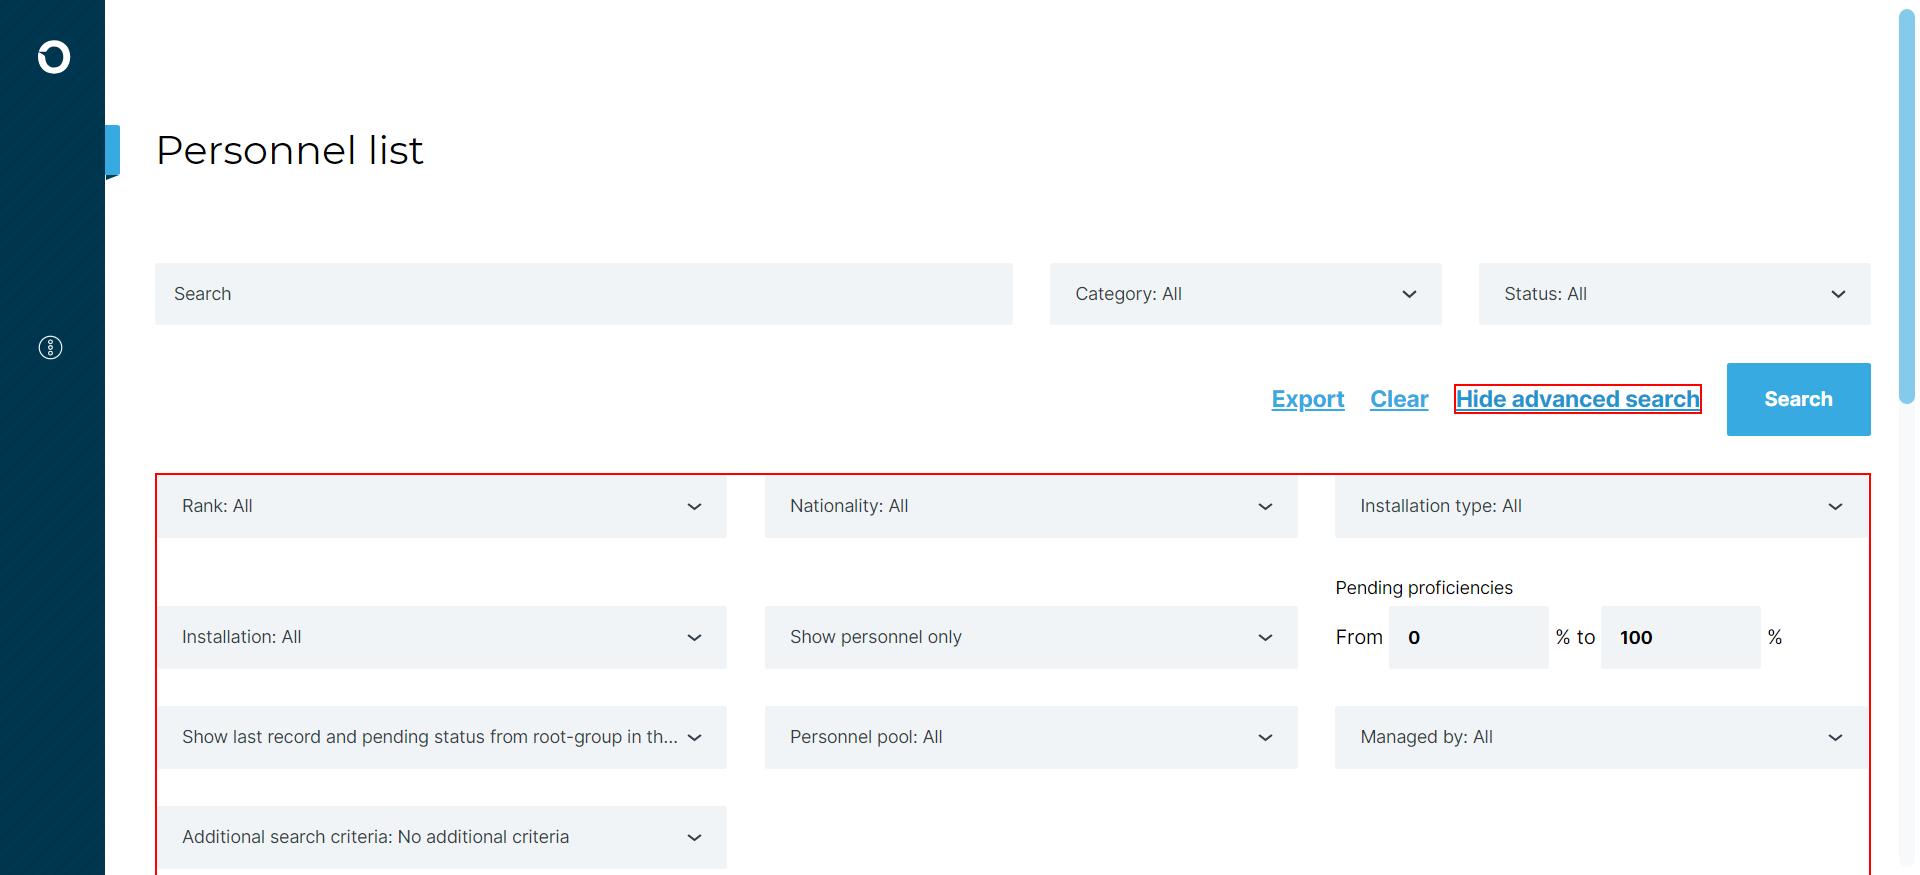 Personnel list
Search
Category: All
Status: All
Export
Clear
Hide advanced search
Search
Rank: All
Nationality: All
Installation type: All
Pending proficiencies
Installation: All
Show personnel only
From 0 % to 100 %
Show last record and pending status from root-group in th...
Personnel pool: All
Managed by: All
Additional search criteria: No additional criteria